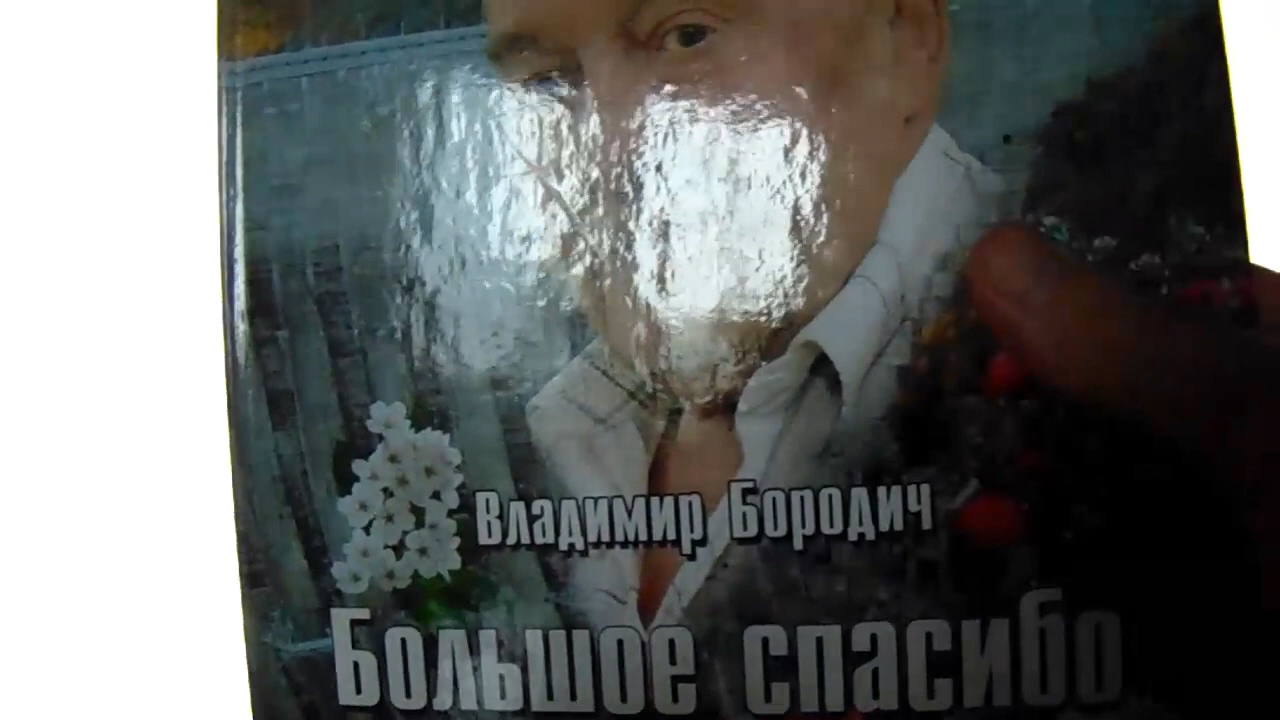 Владимир Бородич
Большое спасибо